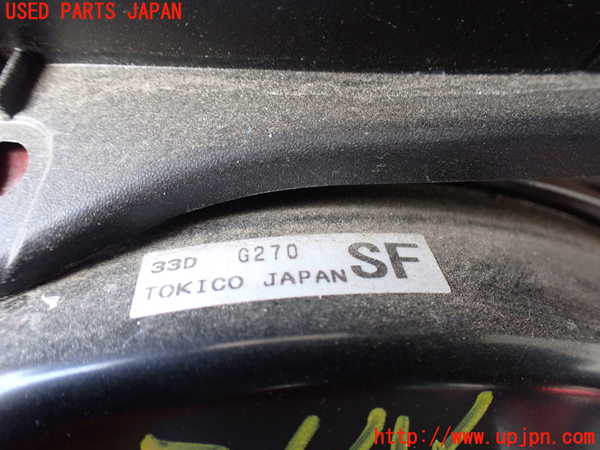 USED PARTS JAPAN
33D G270 SF
TOKICO JAPAN
http://www.upjpn.com/